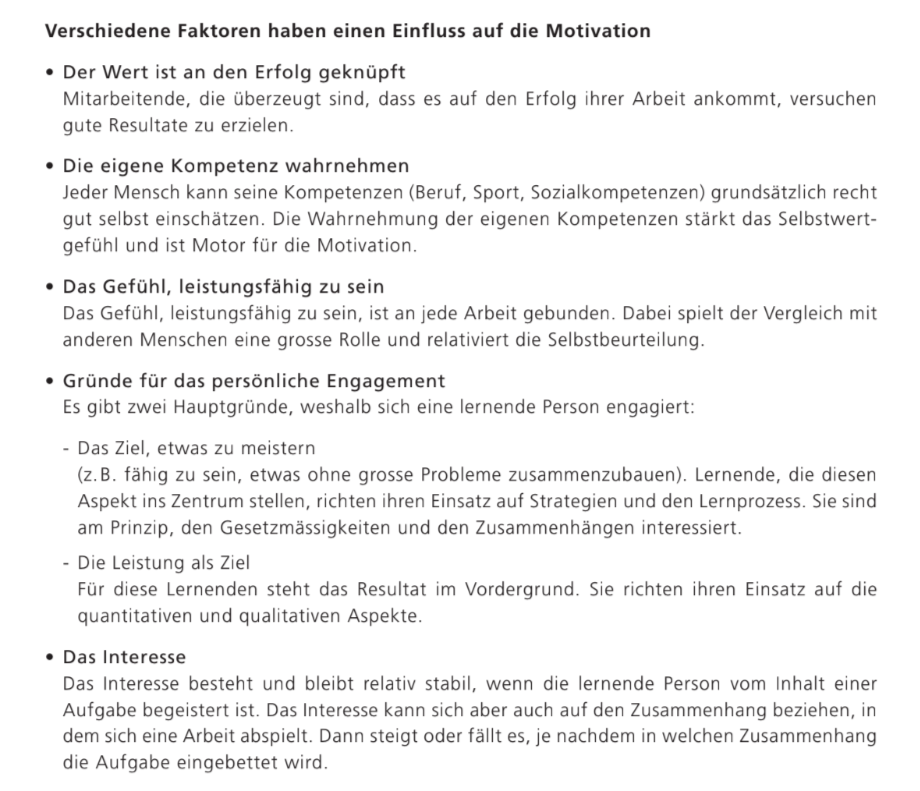 Verschiedene Faktoren haben einen Einfluss auf die Motivation
• Der Wert ist an den Erfolg geknüpft
Mitarbeitende, die überzeugt sind, dass es auf den Erfolg ihrer Arbeit ankommt, versuchen
gute Resultate zu erzielen.
• Die eigene Kompetenz wahrnehmen
Jeder Mensch kann seine Kompetenzen (Beruf, Sport, Sozialkompetenzen) grundsätzlich recht
gut selbst einschätzen. Die Wahrnehmung der eigenen Kompetenzen stärkt das Selbstwert-
gefühl und ist Motor für die Motivation.
• Das Gefühl, leistungsfähig zu sein
Das Gefühl, leistungsfähig zu sein, ist an jede Arbeit gebunden. Dabei spielt der Vergleich mit
anderen Menschen eine grosse Rolle und relativiert die Selbstbeurteilung.
• Gründe für das persönliche Engagement
Es gibt zwei Hauptgründe, weshalb sich eine lernende Person engagiert:
- Das Ziel, etwas zu meistern
(z.B. fähig zu sein, etwas ohne grosse Probleme zusammenzubauen). Lernende, die diesen
Aspekt ins Zentrum stellen, richten ihren Einsatz auf Strategien und den Lernprozess. Sie sind
am Prinzip, den Gesetzmässigkeiten und den Zusammenhängen interessiert.
- Die Leistung als Ziel
Für diese Lernenden steht das Resultat im Vordergrund. Sie richten ihren Einsatz auf die
quantitativen und qualitativen Aspekte.
• Das Interesse
Das Interesse besteht und bleibt relativ stabil, wenn die lernende Person vom Inhalt einer
Aufgabe begeistert ist. Das Interesse kann sich aber auch auf den Zusammenhang beziehen, in
dem sich eine Arbeit abspielt. Dann steigt oder fällt es, je nachdem in welchen Zusammenhang
die Aufgabe eingebettet wird.